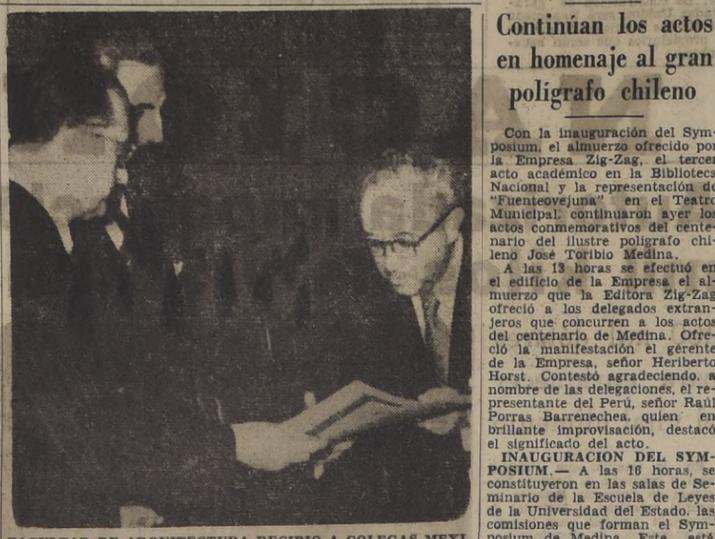 Continúan los actos
en homenaje al gran
polígrafo chileno
Con la inauguración del Sym-
posium, el almuerzo ofrecido por
la Empresa Zig-Zag, el tercer
acto académico en la Biblioteca
Nacional y la representación de
"Fuenteovejuna" en el Teatro
Municipal, continuaron ayer los
actos conmemorativos del cente-
nario del ilustre polígrafo chi-
leno José Toribio Medina.
A las 13 horas se efectuó en
el edificio de la Empresa el al-
muerzo que la Editora Zig-Zag
ofreció a los delegados extran-
jeros que concurren a los actos
del centenario de Medina. Ofre-
ció la manifestación el gerente
de la Empresa, señor Heriberto
Horst. Contestó agradeciendo, a
nombre de las delegaciones, el re-
presentante del Perú, señor Raúl
Porras Barrenechea, quien en
brillante improvisación, destacó
el significado del acto.
INAUGURACION DEL SYM-
POSIUM.— A las 16 horas, se
constituyeron en las salas de Se-
minario de la Escuela de Leyes
de la Universidad del Estado, las
comisiones que forman el Sym-
posium de Medina. Este, está
FACULTAD DE ARQUITECTURA RECIBIO A COLEGAS MEXI-